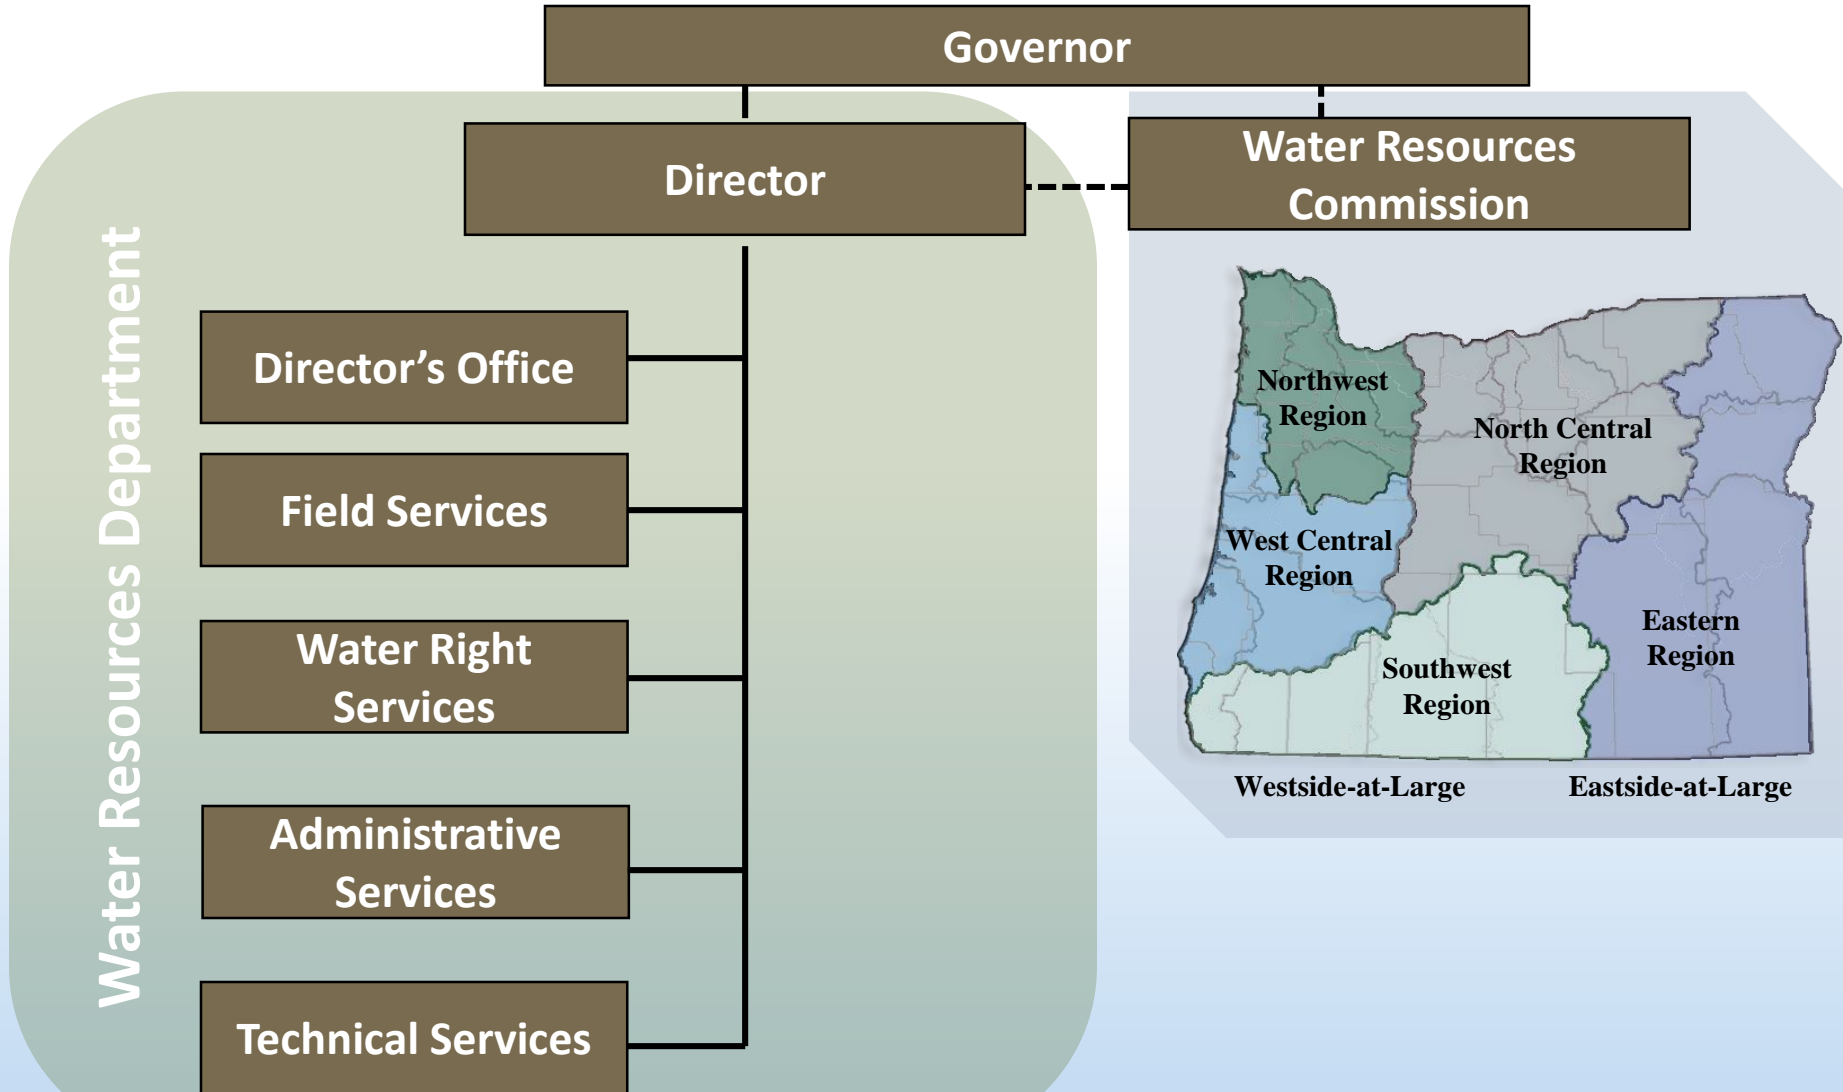 Governor
Director
Water Resources
Commission
Water Resources Department
Director’s Office
Field Services
Water Right
Services
Administrative
Services
Technical Services
Northwest
Region
North Central
Region
West Central
Region
Eastern
Region
Southwest
Region
Westside-at-Large
Eastside-at-Large